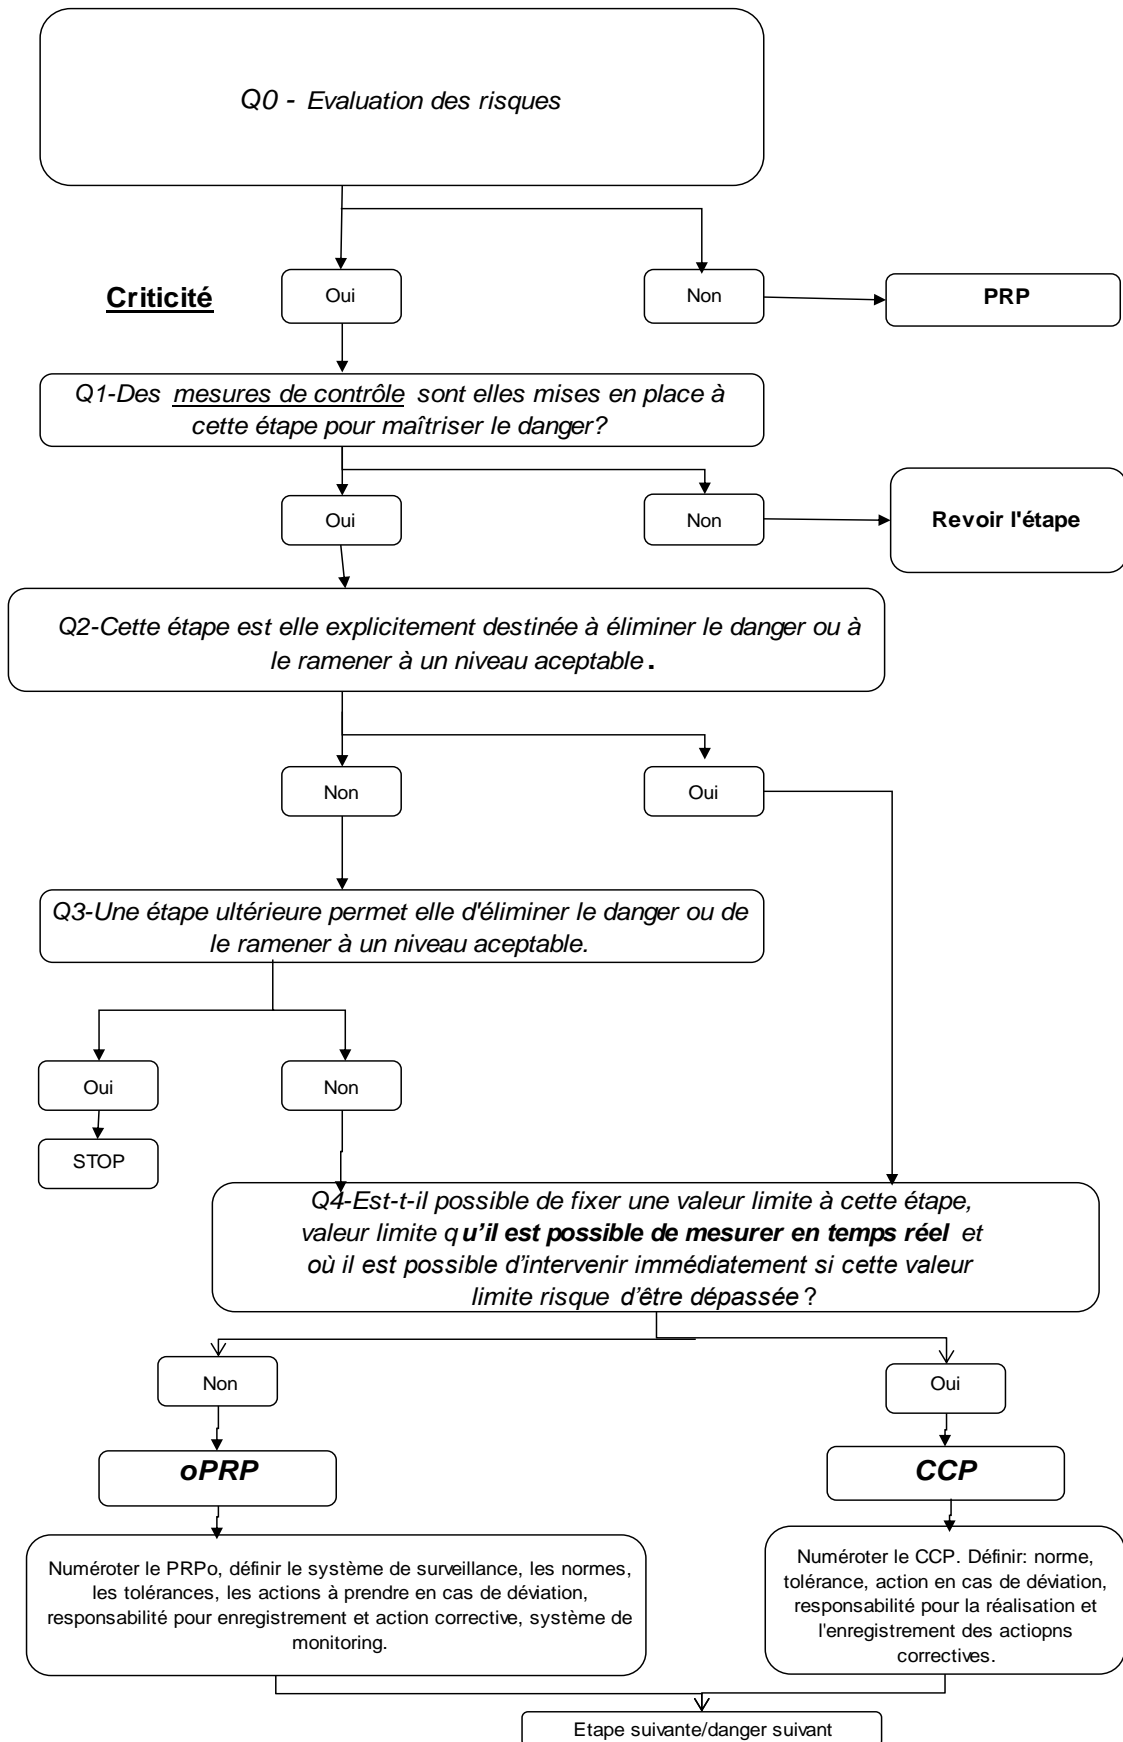 Q0 - Evaluation des risques
Criticité
Oui
Non
PRP
Q1-Des mesures de contrôle sont elles mises en place à
cette étape pour maîtriser le danger?
Oui
Non
Revoir l'étape
Q2-Cette étape est elle explicitement destinée à éliminer le danger ou à
le ramener à un niveau aceptable.
Non
Oui
Q3-Une étape ultérieure permet elle d'éliminer le danger ou de
le ramener à un niveau aceptable.
Oui
Non
STOP
Q4-Est-t-il possible de fixer une valeur limite à cette étape,
valeur limite qu’il est possible de mesurer en temps réel et
où il est possible d’intervenir immédiatement si cette valeur
limite risque d’être dépassée ?
Non
Oui
oPRP
CCP
Numéroter le PRPo, définir le système de surveillance, les normes,
les tolérances, les actions à prendre en cas de déviation,
responsabilité pour enregistrement et action corrective, système de
monitoring.
Numéroter le CCP. Définir: norme,
tolérance, action en cas de déviation,
responsabilité pour la réalisation et
l'enregistrement des actiopns
correctives.
Etape suivante/danger suivant